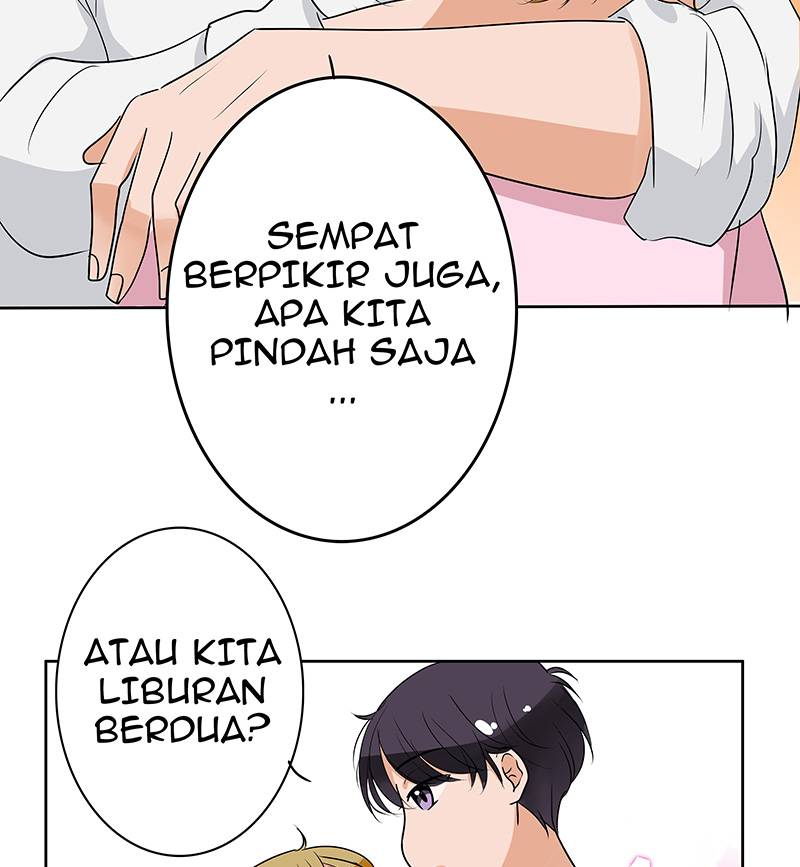 SEMPAT
BERPIKIR JUGA,
APA KITA
PINDAH SAJA
...
ATAU KITA
LIBURAN
BERDUA?